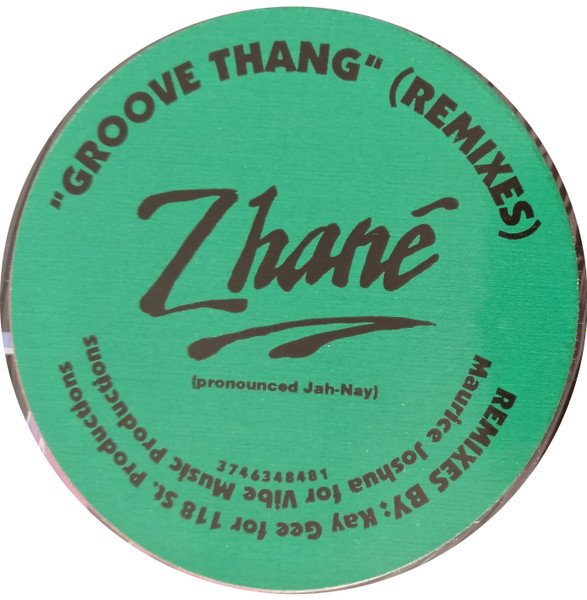 "GROOVE THANG" (REMIXES)
Zhané
(pronounced Jah-Nay)
3746348481
REMIXES BY: Kay Gee for 118 St. Productions
Maurice Joshua for Vibe Music Productions